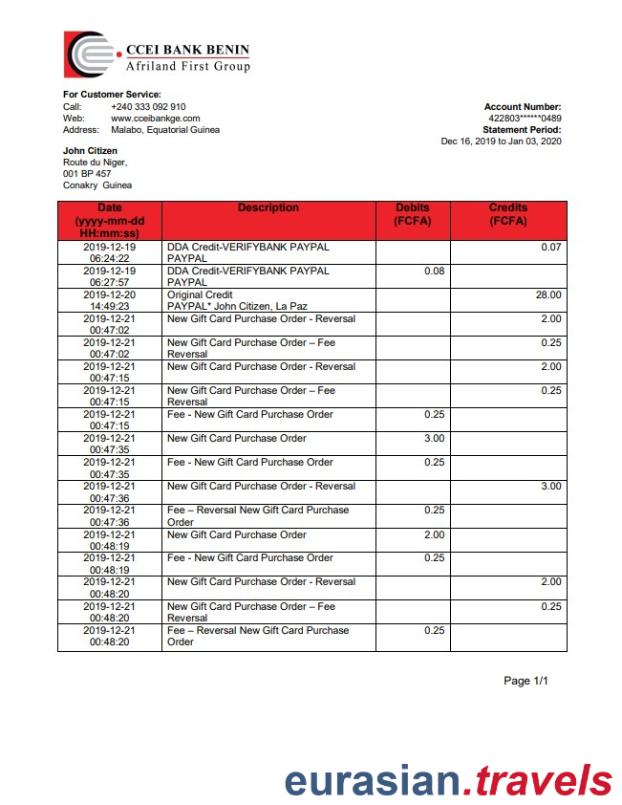 CCEI BANK BENIN
Afriland First Group
For Customer Service:
Call: +240 333 092 910
Web: www.cceibankge.com
Address: Malabo, Equatorial Guinea
Account Number:
422803******0489
Statement Period:
Dec 16, 2019 to Jan 03, 2020
John Citizen
Route du Niger,
001 BP 457
Conakry Guinea
Date (yyyy-mm-dd HH:mm:ss) Description Debits (FCFA) Credits (FCFA)
2019-12-19 DDA Credit-VERIFYBANK PAYPAL 0.07
06:24:22 PAYPAL
2019-12-19 DDA Credit-VERIFYBANK PAYPAL 0.08
06:27:57 PAYPAL
2019-12-20 Original Credit 28.00
14:49:23 PAYPAL* John Citizen, La Paz
2019-12-21 New Gift Card Purchase Order - Reversal 2.00
00:47:02
2019-12-21 New Gift Card Purchase Order – Fee 0.25
00:47:02 Reversal
2019-12-21 New Gift Card Purchase Order - Reversal 2.00
00:47:15
2019-12-21 New Gift Card Purchase Order – Fee 0.25
00:47:15 Reversal
2019-12-21 Fee - New Gift Card Purchase Order 0.25
00:47:15
2019-12-21 New Gift Card Purchase Order 3.00
00:47:35
2019-12-21 Fee - New Gift Card Purchase Order 0.25
00:47:35
2019-12-21 New Gift Card Purchase Order - Reversal 3.00
00:47:36
2019-12-21 Fee – Reversal New Gift Card Purchase 0.25
00:47:36 Order
2019-12-21 New Gift Card Purchase Order 2.00
00:48:19
2019-12-21 Fee - New Gift Card Purchase Order 0.25
00:48:19
2019-12-21 New Gift Card Purchase Order - Reversal 2.00
00:48:20
2019-12-21 New Gift Card Purchase Order – Fee 0.25
00:48:20 Reversal
2019-12-21 Fee – Reversal New Gift Card Purchase 0.25
00:48:20 Order
Page 1/1
eurasian.travels